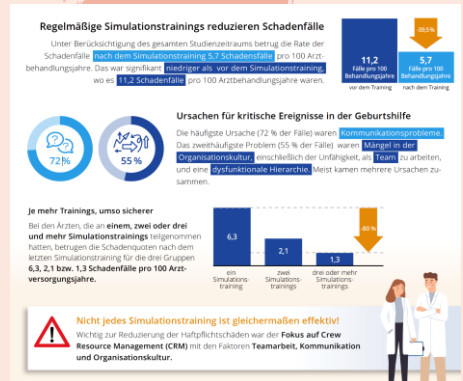 Regelmäßige Simulationstrainings reduzieren Schadenfälle
Unter Berücksichtigung des gesamten Studienzeitraums betrug die Rate der
Schadenfälle nach dem Simulationstraining 5,7 Schadensfälle pro 100 Arzt-
behandlungsjahre. Das war signifikant niedriger als vor dem Simulationstraining,
wo es 11,2 Schadenfälle pro 100 Arztbehandlungsjahre waren.
11,2
Fälle pro 100
Behandlungsjahre
vor dem Training
5,7
Fälle pro 100
Behandlungsjahre
nach dem Training
72%
55 %
Ursachen für kritische Ereignisse in der Geburtshilfe
Die häufigste Ursache (72 % der Fälle) waren Kommunikationsprobleme.
Das zweithäufigste Problem (55 % der Fälle) waren Mängel in der
Organisationskultur, einschließlich der Unfähigkeit, als Team zu arbeiten,
und eine dysfunktionale Hierarchie. Meist kamen mehrere Ursachen zu-
sammen.
Je mehr Trainings, umso sicherer
Bei den Ärzten, die an einem, zwei oder drei
und mehr Simulationstrainings teilgenommen
hatten, betrugen die Schadenquoten nach dem
letzten Simulationstraining für die drei Gruppen
6,3, 2,1 bzw. 1,3 Schadenfälle pro 100 Arzt-
versorgungsjahre.
6,3
2,1
1,3
-80 %
ein
Simulations-
training
zwei
Simulations-
trainings
drei oder mehr
Simulations-
trainings
Nicht jedes Simulationstraining ist gleichermaßen effektiv!
Wichtig zur Reduzierung der Haftpflichtschäden war der Fokus auf Crew
Resource Management (CRM) mit den Faktoren Teamarbeit, Kommunikation
und Organisationskultur.